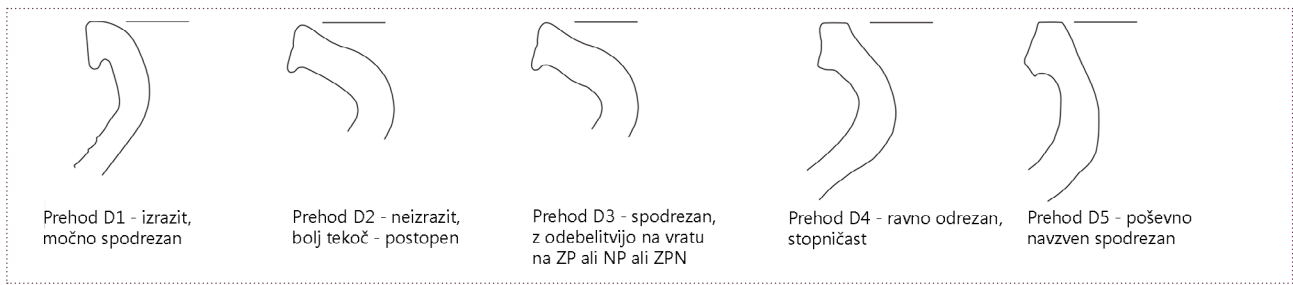 Prehod D1 - izrazit,
močno spodrezan
Prehod D2 - neizrazit,
bolj tekoč - postopen
Prehod D3 - spodrezan,
z odebelitvijo na vratu
na ZP ali NP ali ZPN
Prehod D4 - ravno odrezan,
stopničast
Prehod D5 - poševno
navzven spodrezan